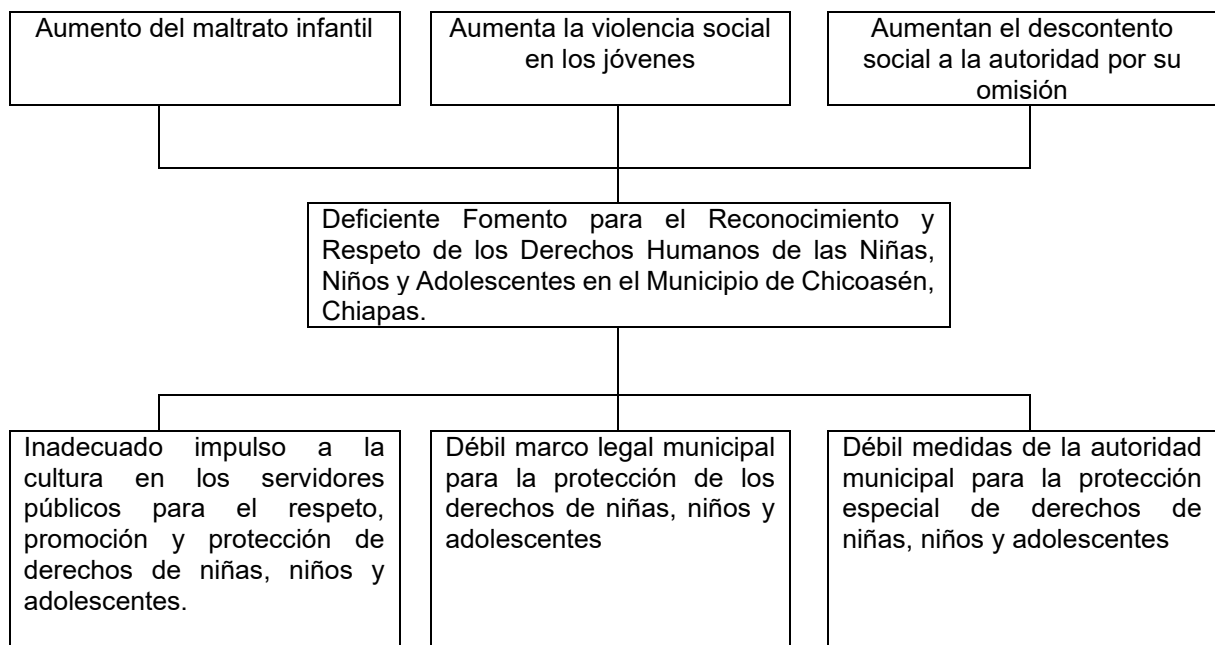 Aumento del maltrato infantil
Aumenta la violencia social
en los jóvenes
Aumentan el descontento
social a la autoridad por su
omisión
Deficiente Fomento para el Reconocimiento y
Respeto de los Derechos Humanos de las Niñas,
Niños y Adolescentes en el Municipio de Chicoasén,
Chiapas.
Inadecuado impulso a la
cultura en los servidores
públicos para el respeto,
promoción y protección de
derechos de niñas, niños y
adolescentes.
Débil marco legal municipal
para la protección de los
derechos de niñas, niños y
adolescentes
Débil medidas de la autoridad
municipal para la protección
especial de derechos de
niñas, niños y adolescentes